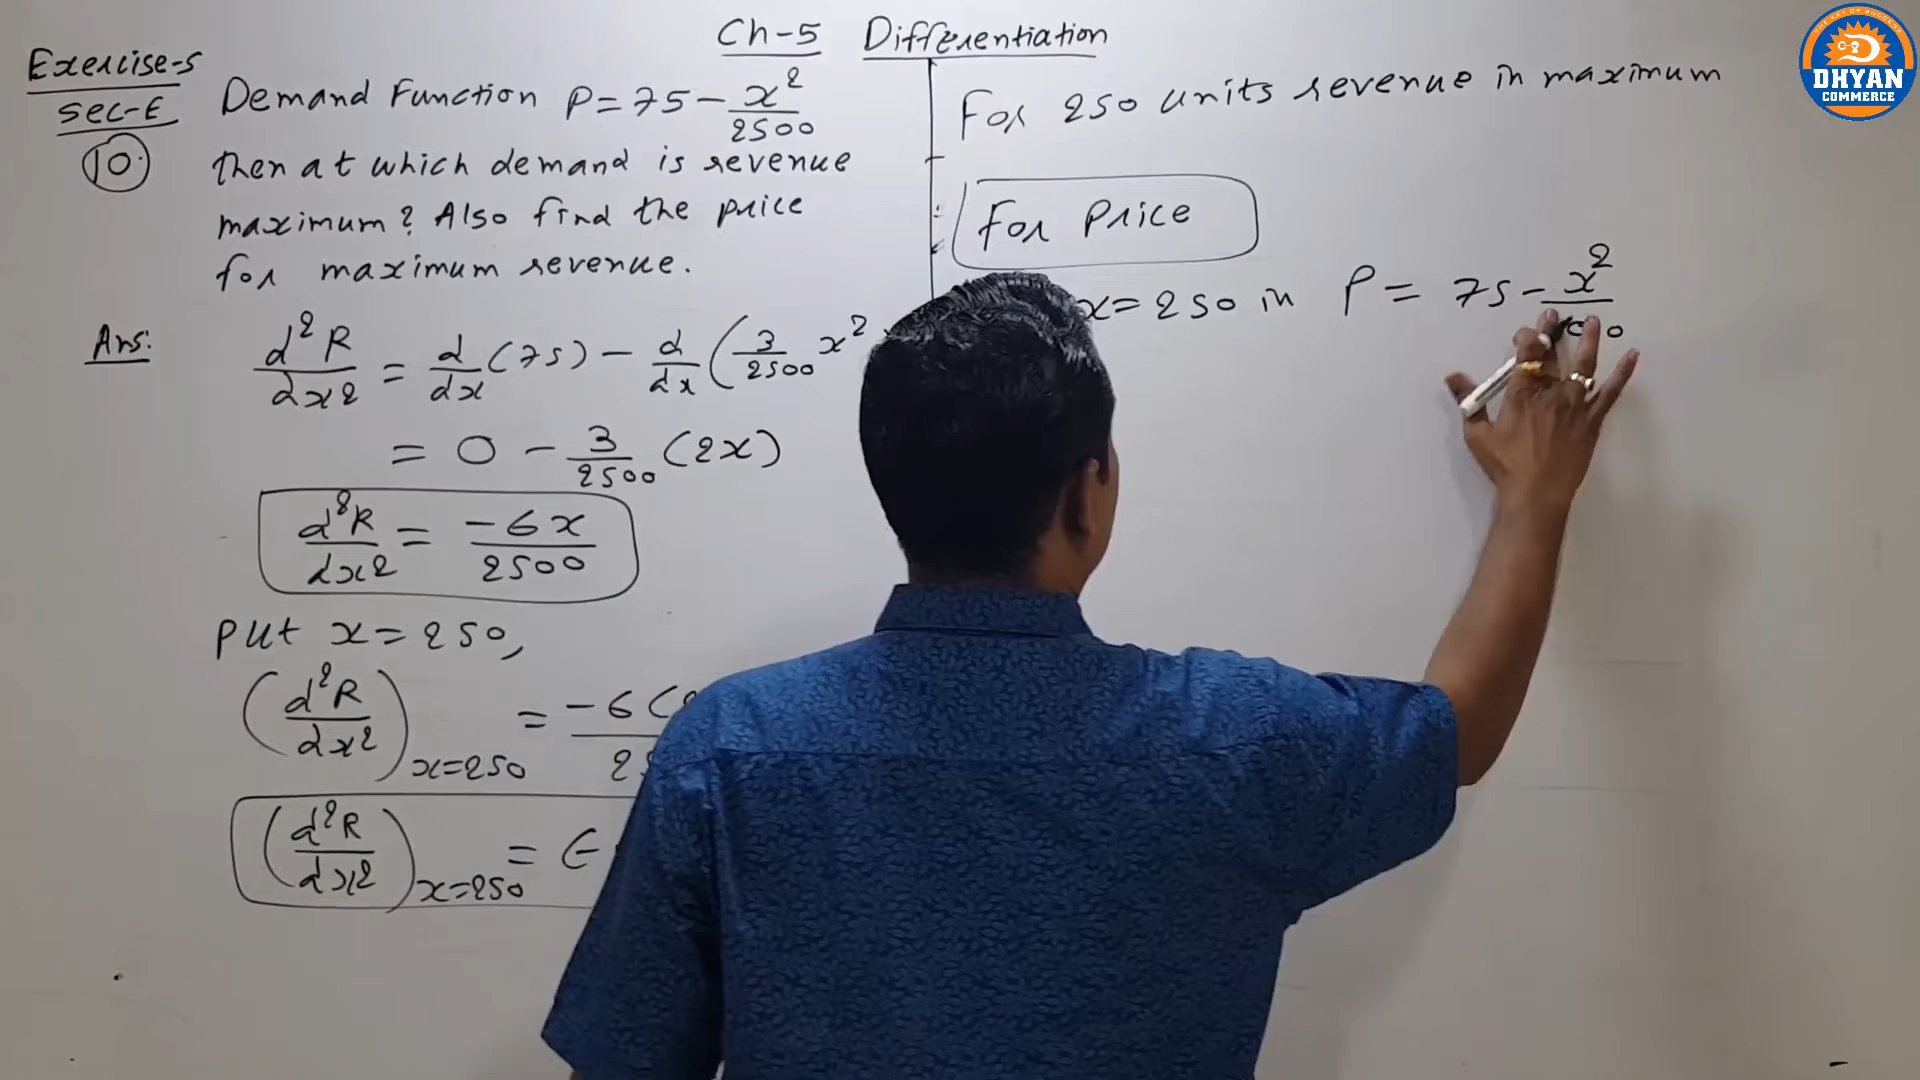 Ch-5 Differentiation
Exercise-5
Sec-E
10.
Demand Function P = 75 - x²/2500
then at which demand is revenue
maximum? Also find the price
for maximum revenue.
Ans:
d²R/dx² = d/dx (75) - d/dx (3/2500 x²
= 0 - 3/2500 (2x)
d²R/dx² = -6x/2500
Put x = 250,
(d²R/dx²) x=250 = -6(
(d²R/dx²) x=250 =
For 250 units revenue in maximum
For Price
x = 250 in P = 75 - x²
DHYAN
COMMERCE